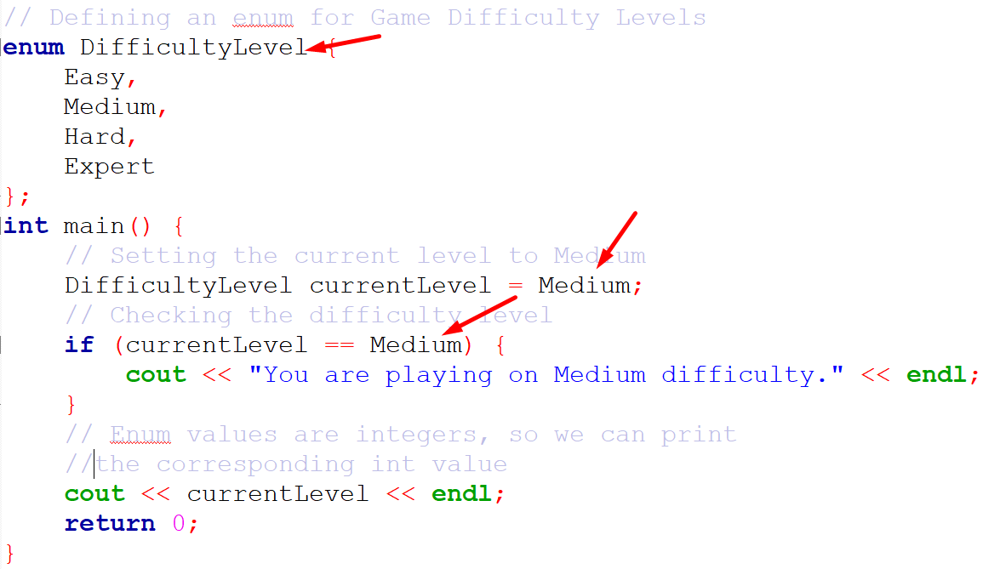 // Defining an enum for Game Difficulty Levels
enum DifficultyLevel {
    Easy,
    Medium,
    Hard,
    Expert
};
int main() {
    // Setting the current level to Medium
    DifficultyLevel currentLevel = Medium;
    // Checking the difficulty level
    if (currentLevel == Medium) {
        cout << "You are playing on Medium difficulty." << endl;
    }
    // Enum values are integers, so we can print
    //the corresponding int value
    cout << currentLevel << endl;
    return 0;
}